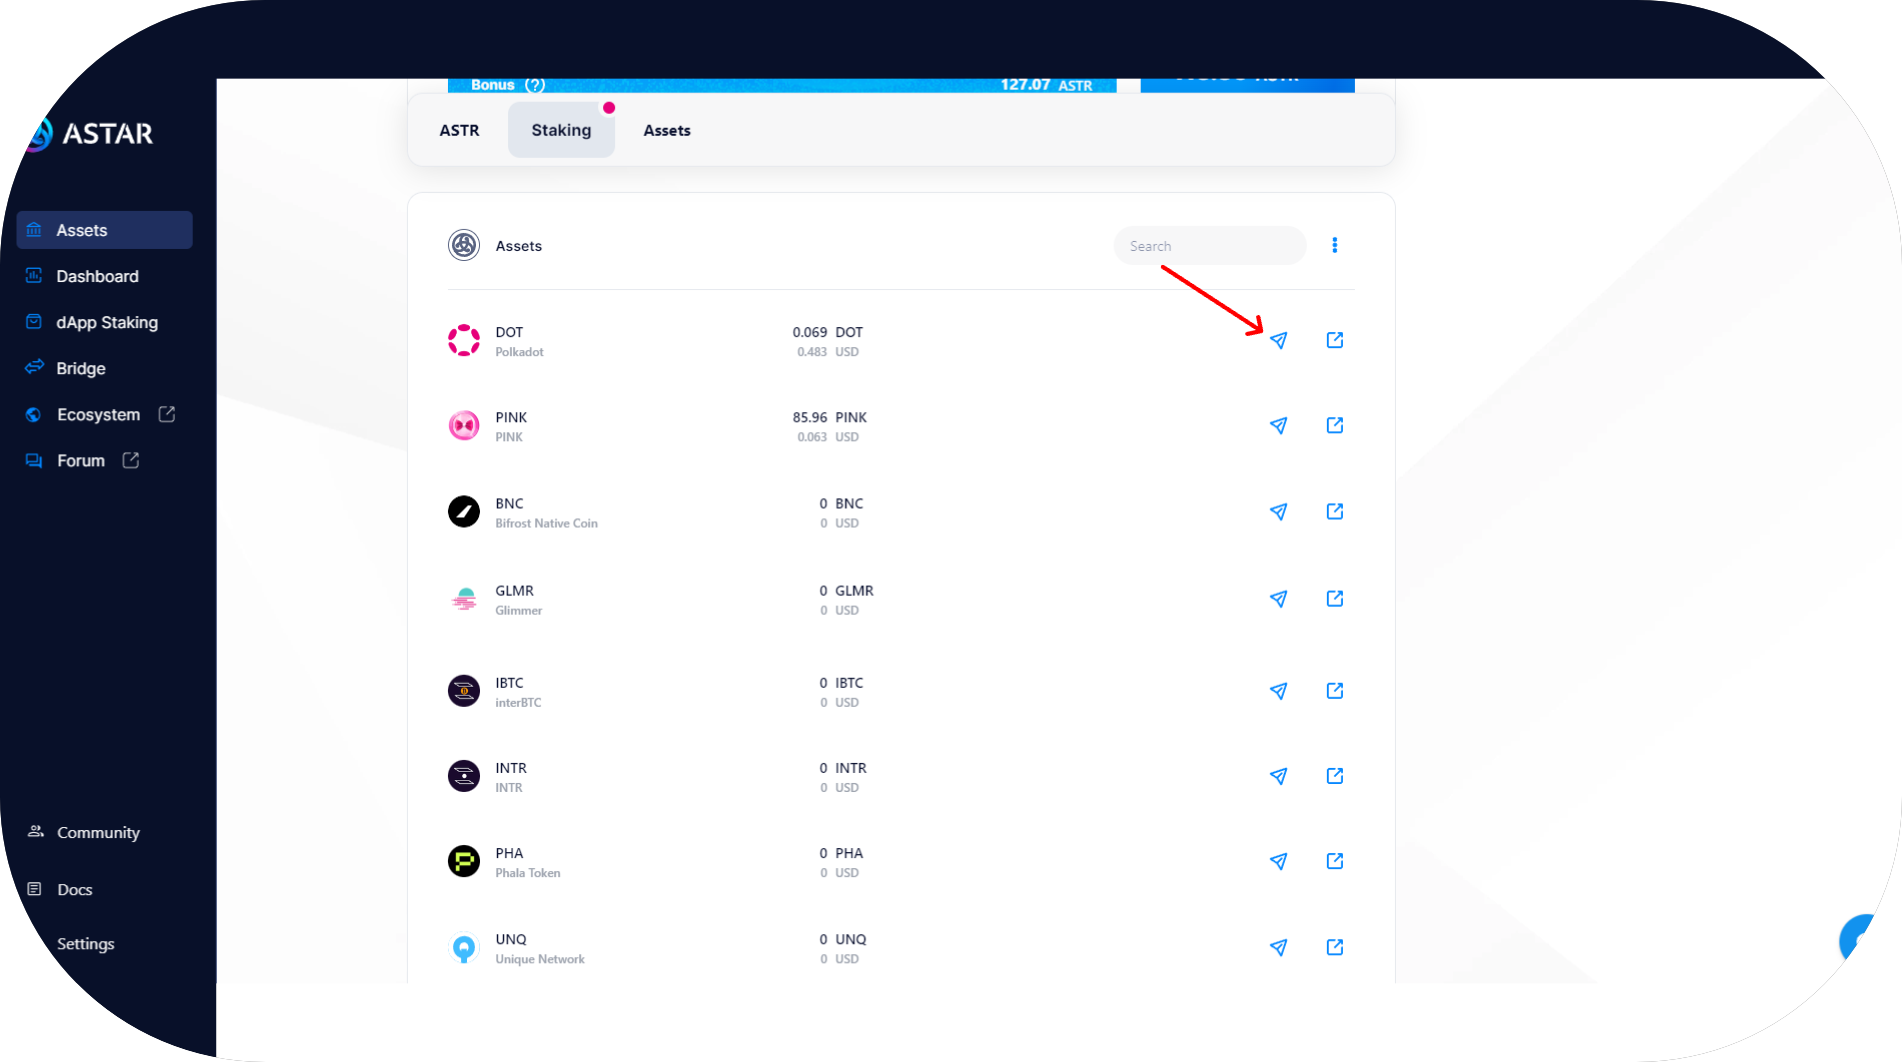 Bonus
127.07 ASTR
ASTR
ASTAR
ASTR Staking Assets
Assets
Dashboard
dApp Staking
Bridge
Ecosystem
Forum
Community
Docs
Settings
Assets
Search
DOT
Polkadot
0.069 DOT
0.483 USD
PINK
PINK
85.96 PINK
0.063 USD
BNC
Bifrost Native Coin
0 BNC
0 USD
GLMR
Glimmer
0 GLMR
0 USD
IBTC
interBTC
0 IBTC
0 USD
INTR
INTR
0 INTR
0 USD
PHA
Phala Token
0 PHA
0 USD
UNQ
Unique Network
0 UNQ
0 USD